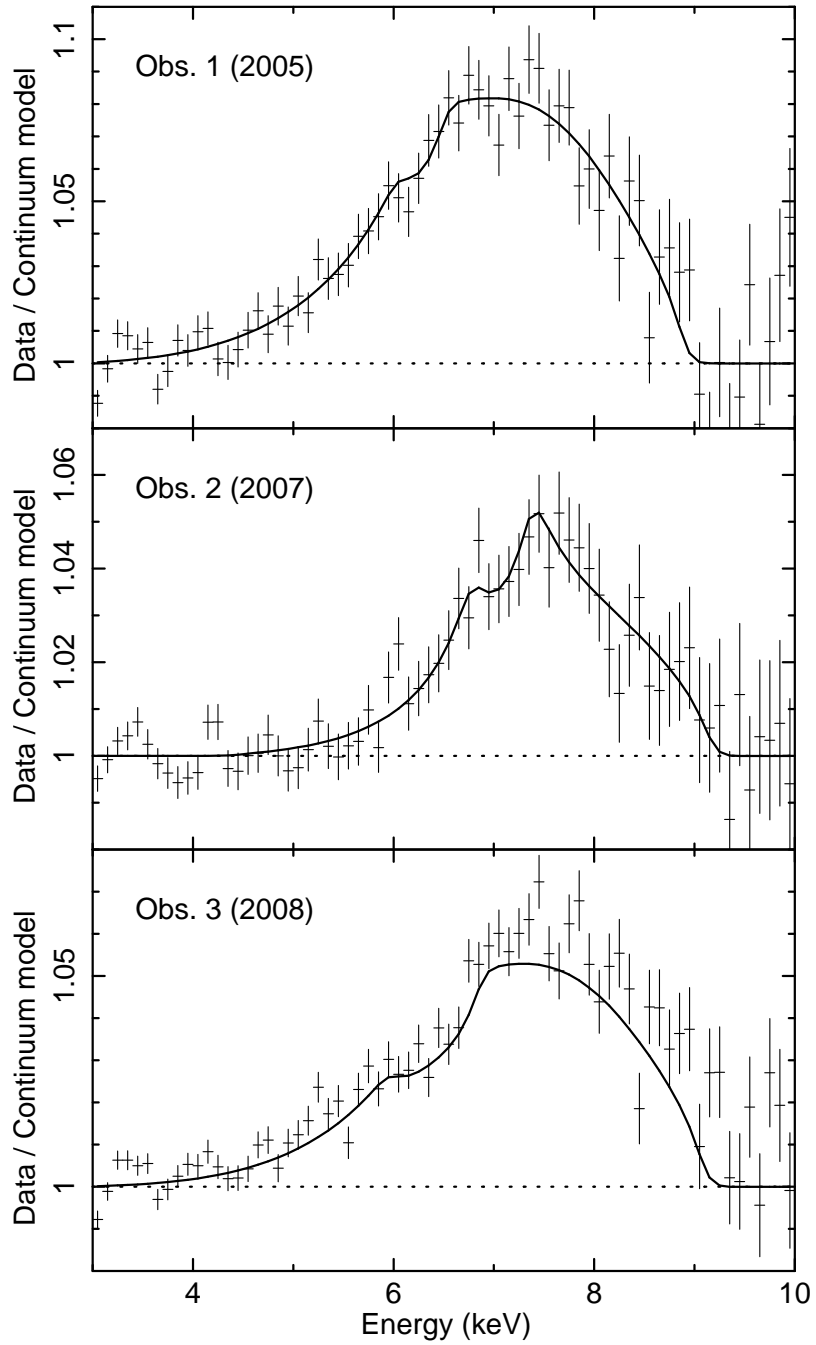 Data / Continuum model
1.1
1.05
1
Obs. 1 (2005)
Data / Continuum model
1.06
1.04
1.02
1
Obs. 2 (2007)
Data / Continuum model
1.05
1
Obs. 3 (2008)
4 6 8 10
Energy (keV)